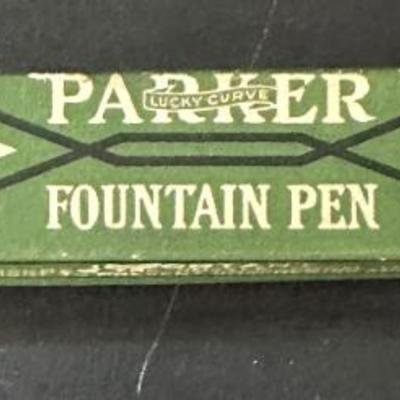 PARKER
LUCKY CURVE
FOUNTAIN PEN